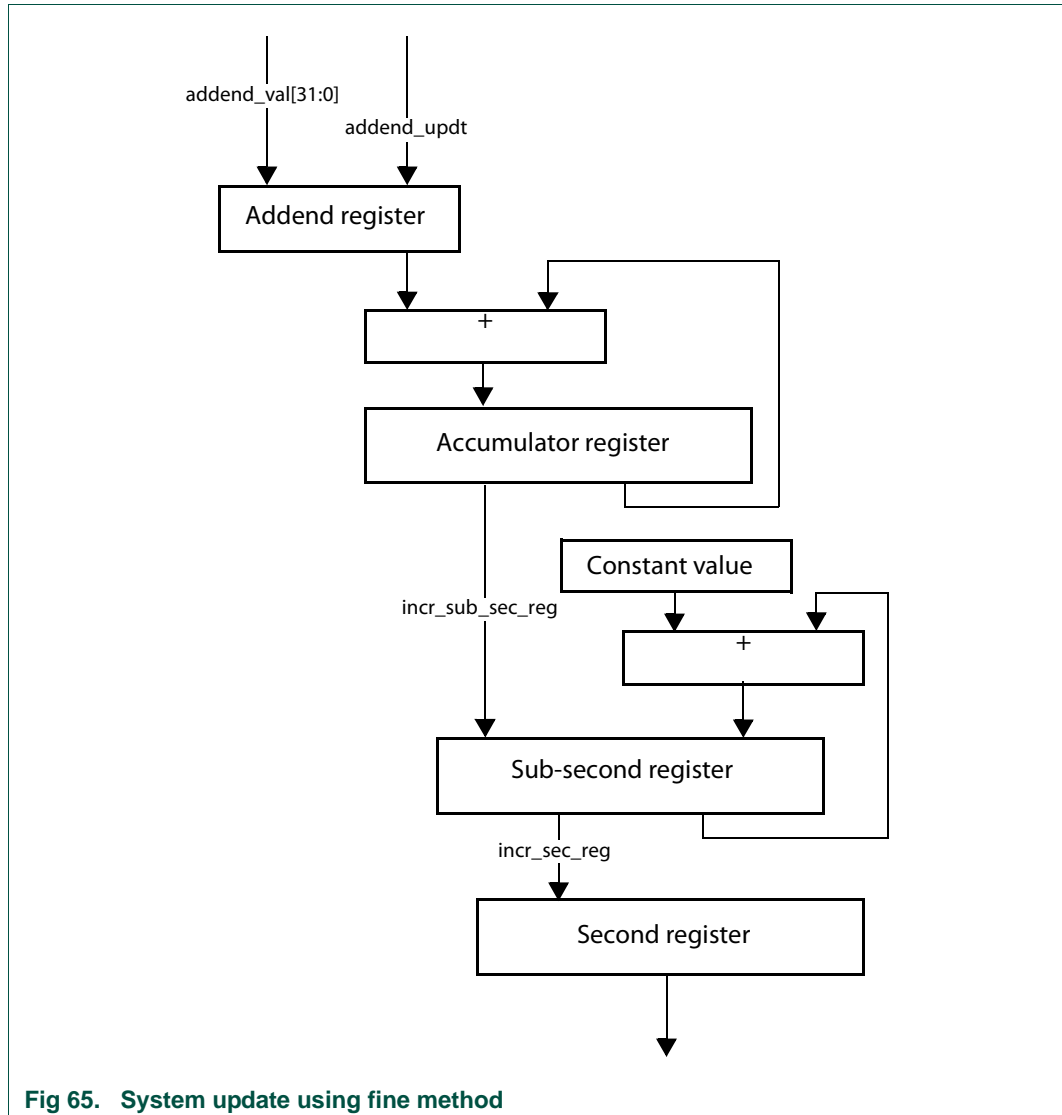 addend_val[31:0]
addend_updt
Addend register
+
Accumulator register
Constant value
incr_sub_sec_reg
+
Sub-second register
incr_sec_reg
Second register
Fig 65. System update using fine method